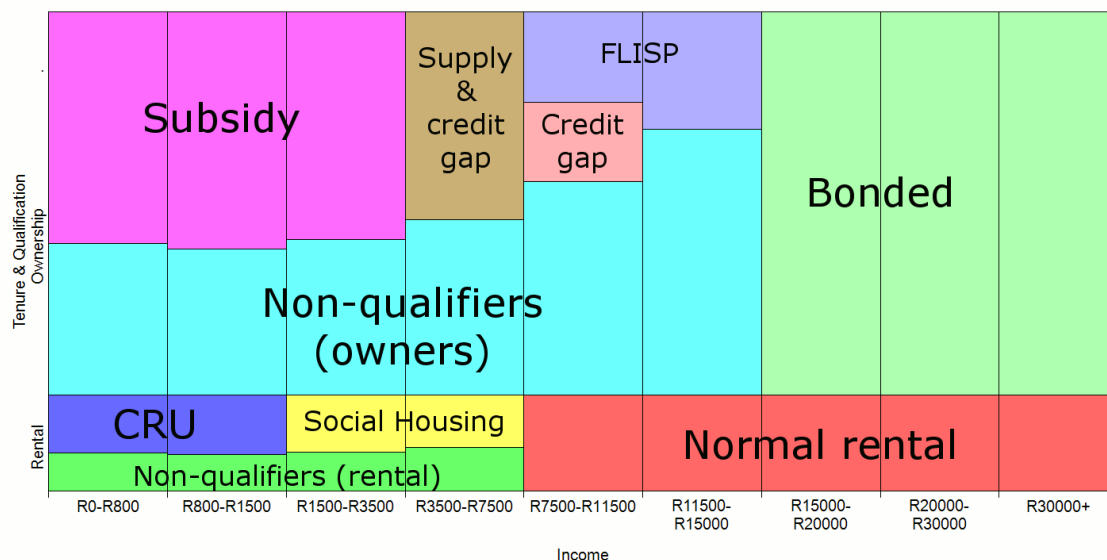 Subsidy
Supply
&
credit
gap
FLISP
Credit
gap
Bonded
Non-qualifiers
(owners)
CRU
Social Housing
Normal rental
Non-qualifiers (rental)
Tenure & Qualification
Ownership
Rental
R0-R800
R800-R1500
R1500-R3500
R3500-R7500
R7500-R11500
R11500-
R15000
R15000-
R20000
R20000-
R30000
R30000+
Income